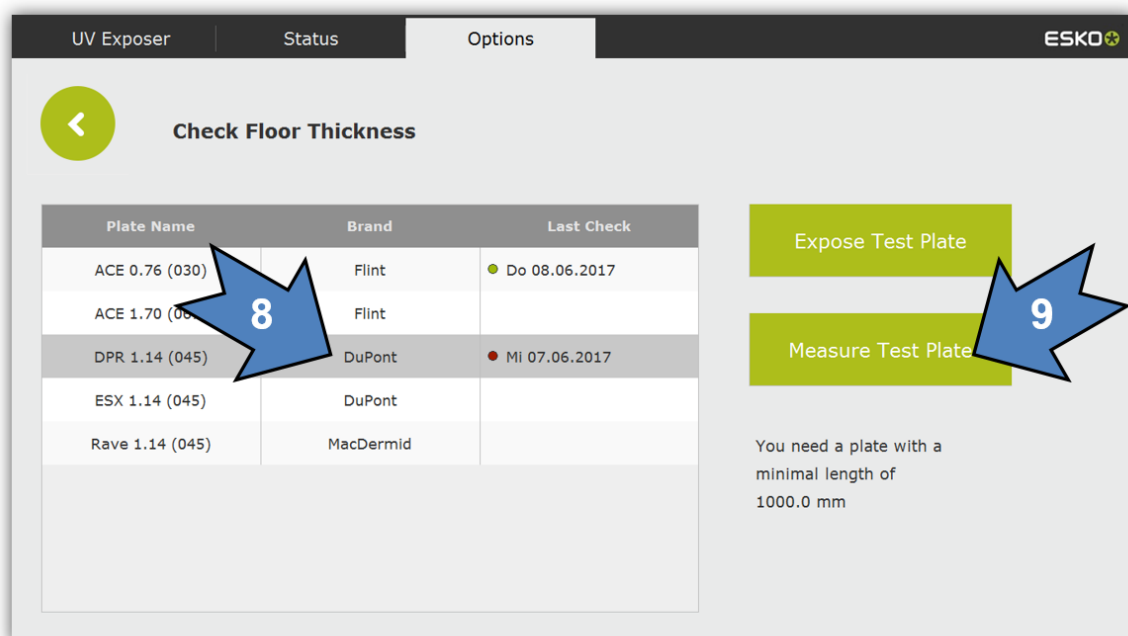 UV Exposer Status Options ESKO
Check Floor Thickness
Plate Name Brand Last Check
ACE 0.76 (030) Flint Do 08.06.2017
ACE 1.70 Flint
DPR 1.14 (045) DuPont Mi 07.06.2017
ESX 1.14 (045) DuPont
Rave 1.14 (045) MacDermid
8
Expose Test Plate
9
Measure Test Plate
You need a plate with a
minimal length of
1000.0 mm